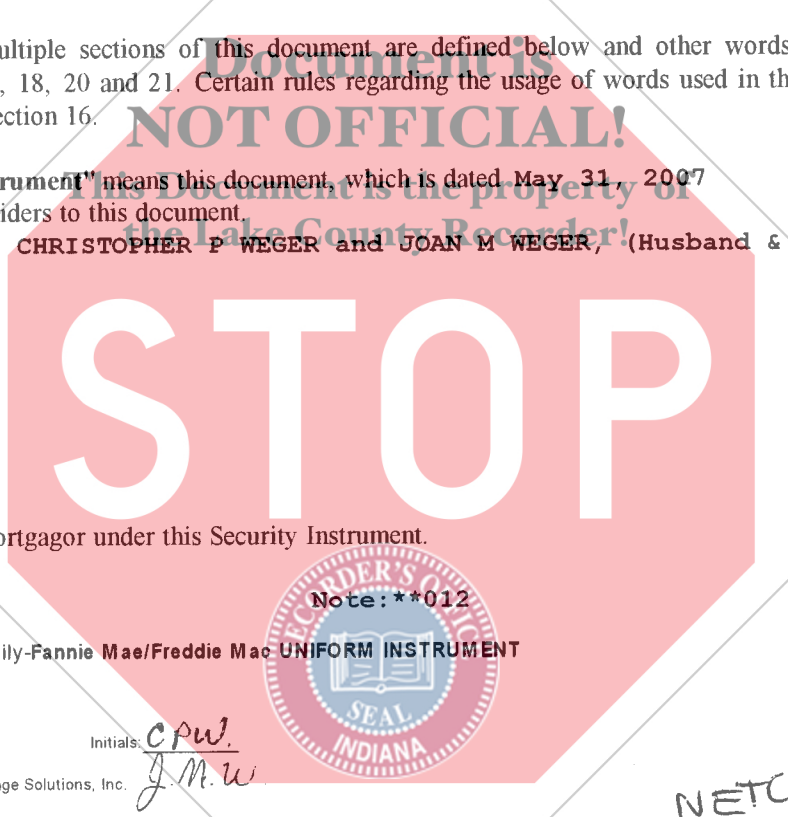 ultiple sections of this document are defined below and other words
, 18, 20 and 21. Certain rules regarding the usage of words used in th
ection 16.
Document is
NOT OFFICIAL!
This Document is the property of
the Lake County Recorder!
rument" means this document, which is dated May 31, 2007
iders to this document.
CHRISTOPHER P WEGER and JOAN M WEGER, (Husband &
STOP
ortgagor under this Security Instrument.
Note:**012
ily-Fannie Mae/Freddie Mac UNIFORM INSTRUMENT
RECORDER'S OFFIC
SEAL
INDIANA
Initials: CPW.
J.M.W
ge Solutions, Inc.
NETC